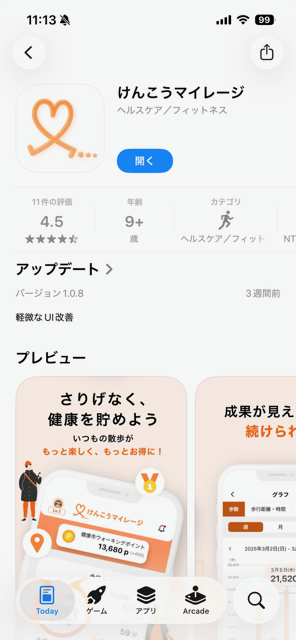 11:13
99
けんこうマイレージ
ヘルスケア／フィットネス
開く
11件の評価
4.5
年齢
9+
歳
カテゴリ
ヘルスケア／フィット
NT
アップデート
バージョン 1.0.8
3週間前
軽微なUI改善
プレビュー
さりげなく、
健康を貯めよう
いつもの散歩が
もっと楽しく、もっとお得に！
けんこうマイレージ
健康市ウォーキングポイント
13,680 p
成果が見え
続けられ
グラフ
歩数
歩行距離・時間
週
月
2025年3月2日(日) - 3
3月5日(水)
21,520
Today
ゲーム
アプリ
Arcade